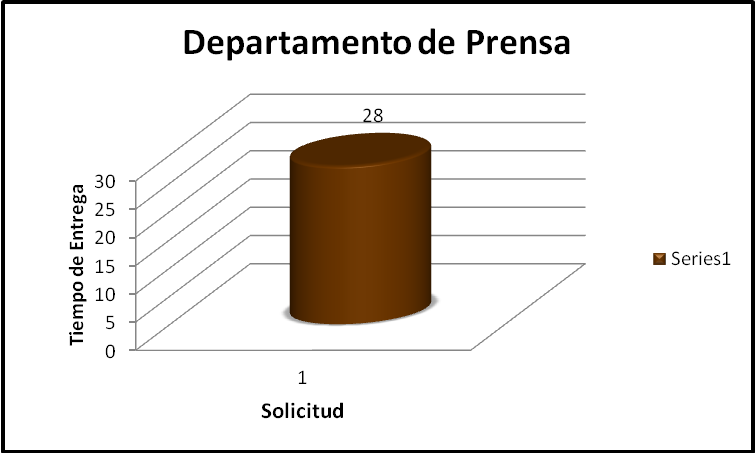 Departamento de Prensa
28
30
25
20
15
10
5
0
Tiempo de Entrega
1
Solicitud
Series1